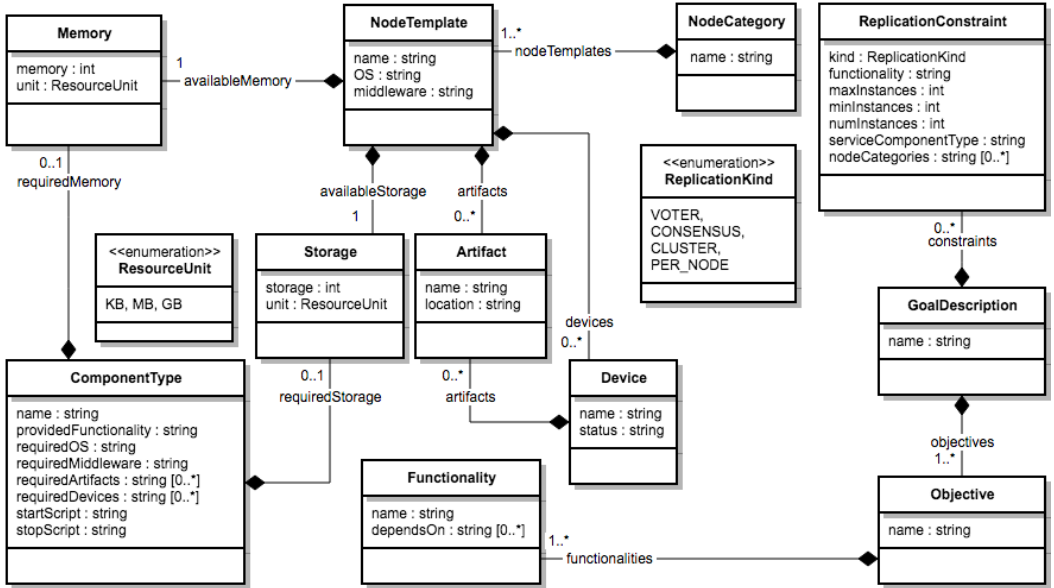 Memory
memory : int
unit : ResourceUnit
1
availableMemory
NodeTemplate
name : string
OS : string
middleware : string
1..*
nodeTemplates
NodeCategory
name : string
ReplicationConstraint
kind : ReplicationKind
functionality : string
maxInstances : int
minInstances : int
numInstances : int
serviceComponentType : string
nodeCategories : string [0..*]
0..1
requiredMemory
availableStorage
1
artifacts
0..*
<<enumeration>>
ReplicationKind
VOTER,
CONSENSUS,
CLUSTER,
PER_NODE
0..*
constraints
<<enumeration>>
ResourceUnit
KB, MB, GB
Storage
storage : int
unit : ResourceUnit
Artifact
name : string
location : string
devices
0..*
GoalDescription
name : string
ComponentType
name : string
providedFunctionality : string
requiredOS : string
requiredMiddleware : string
requiredArtifacts : string [0..*]
requiredDevices : string [0..*]
startScript : string
stopScript : string
0..1
requiredStorage
0..*
artifacts
Device
name : string
status : string
objectives
1..*
Functionality
name : string
dependsOn : string [0..*]
1..*
functionalities
Objective
name : string